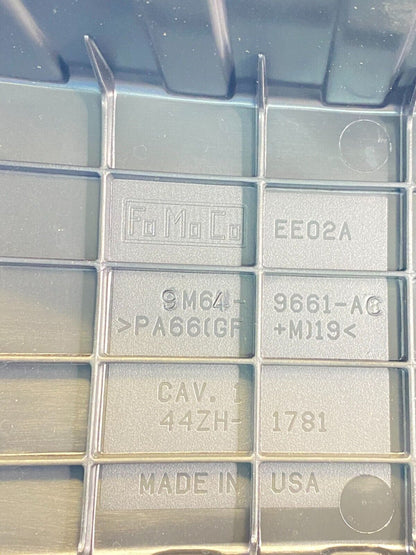 FoMoCo EE02A
9M64- 9661-AC
>PA66(GF +M)19<
CAV. 1
44ZH- 1781
MADE IN USA